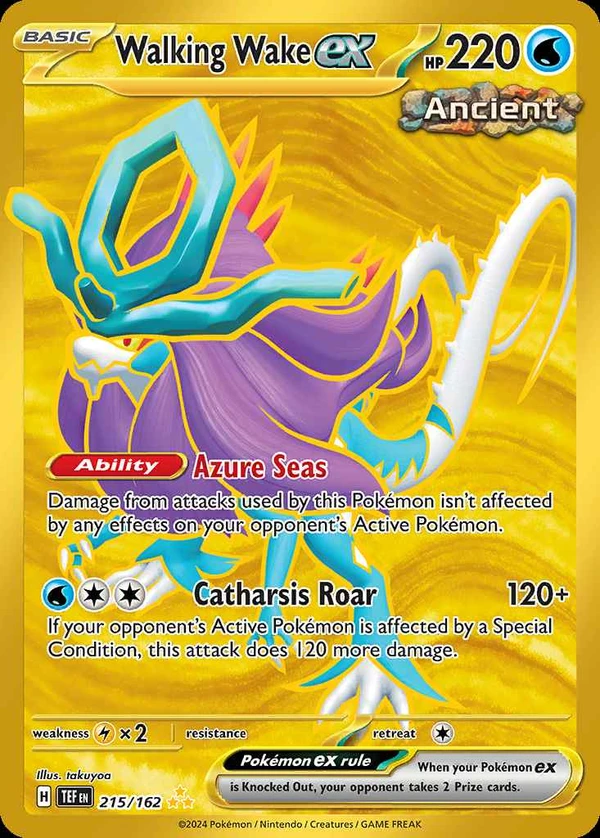 BASIC Walking Wake ex HP 220
Ancient
Ability Azure Seas
Damage from attacks used by this Pokémon isn't affected
by any effects on your opponent's Active Pokémon.
Catharsis Roar 120+
If your opponent's Active Pokémon is affected by a Special
Condition, this attack does 120 more damage.
weakness ×2 resistance retreat
Pokémon ex rule When your Pokémon ex
is Knocked Out, your opponent takes 2 Prize cards.
Illus. takuyoa
H TEF EN 215/162
©2024 Pokémon / Nintendo / Creatures / GAME FREAK